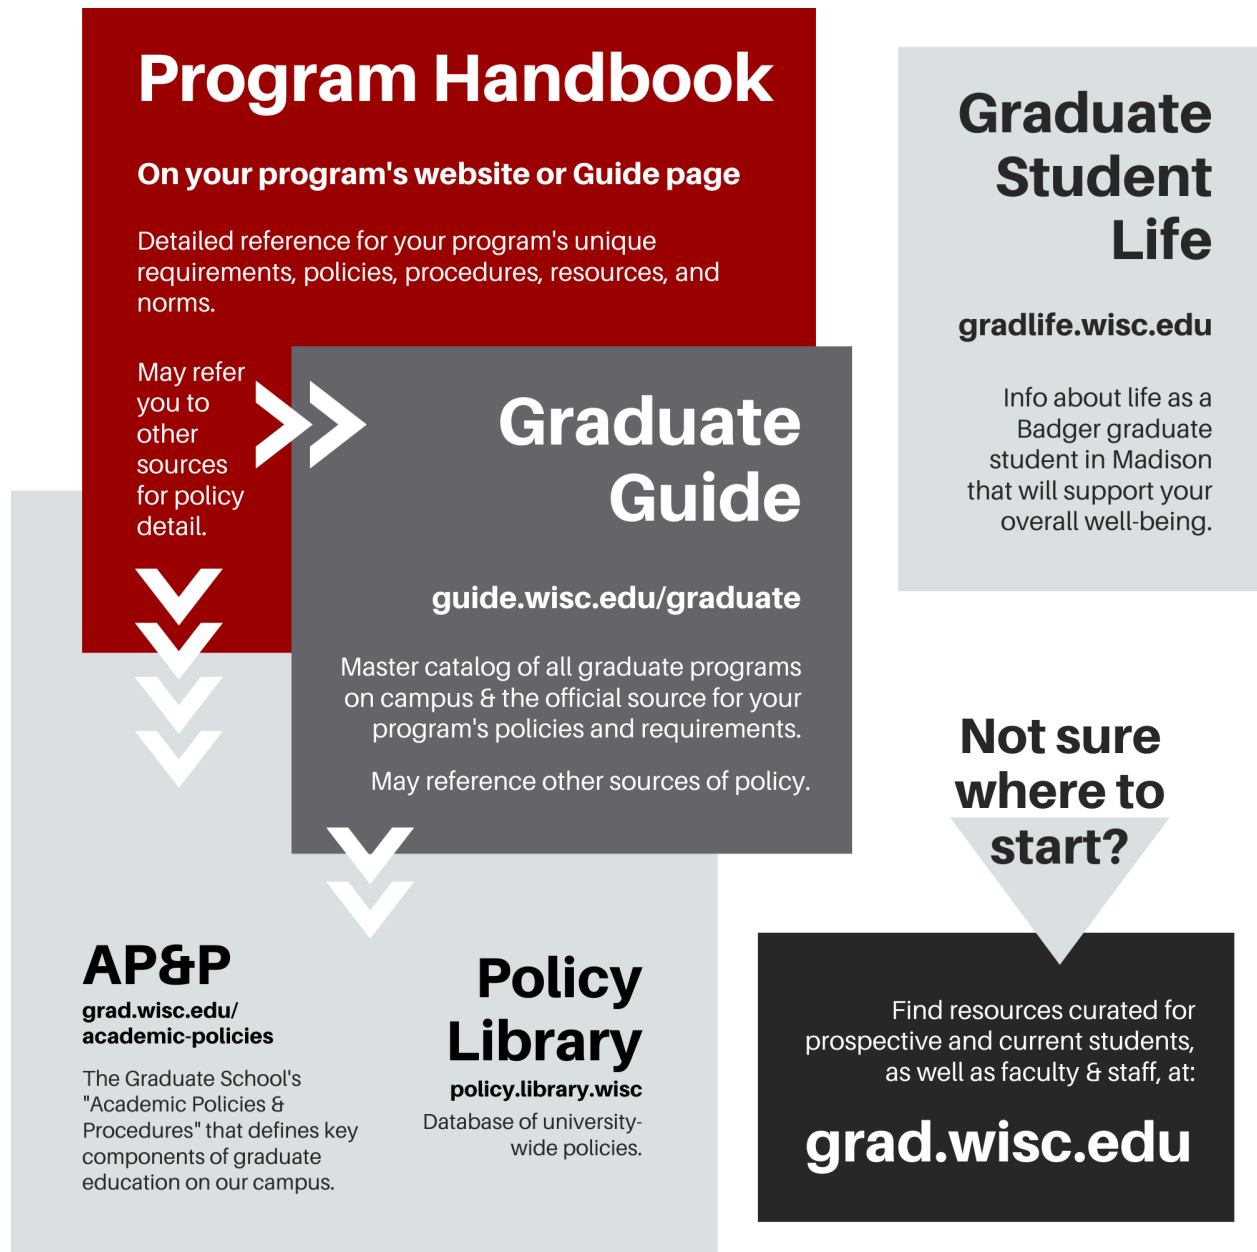 Program Handbook
On your program's website or Guide page
Detailed reference for your program's unique
requirements, policies, procedures, resources, and
norms.
May refer
you to
other
sources
for policy
detail.
Graduate
Guide
guide.wisc.edu/graduate
Master catalog of all graduate programs
on campus & the official source for your
program's policies and requirements.
May reference other sources of policy.
AP&P
grad.wisc.edu/
academic-policies
The Graduate School's
"Academic Policies &
Procedures" that defines key
components of graduate
education on our campus.
Policy
Library
policy.library.wisc
Database of university-
wide policies.
Graduate
Student
Life
gradlife.wisc.edu
Info about life as a
Badger graduate
student in Madison
that will support your
overall well-being.
Not sure
where to
start?
Find resources curated for
prospective and current students,
as well as faculty & staff, at:
grad.wisc.edu